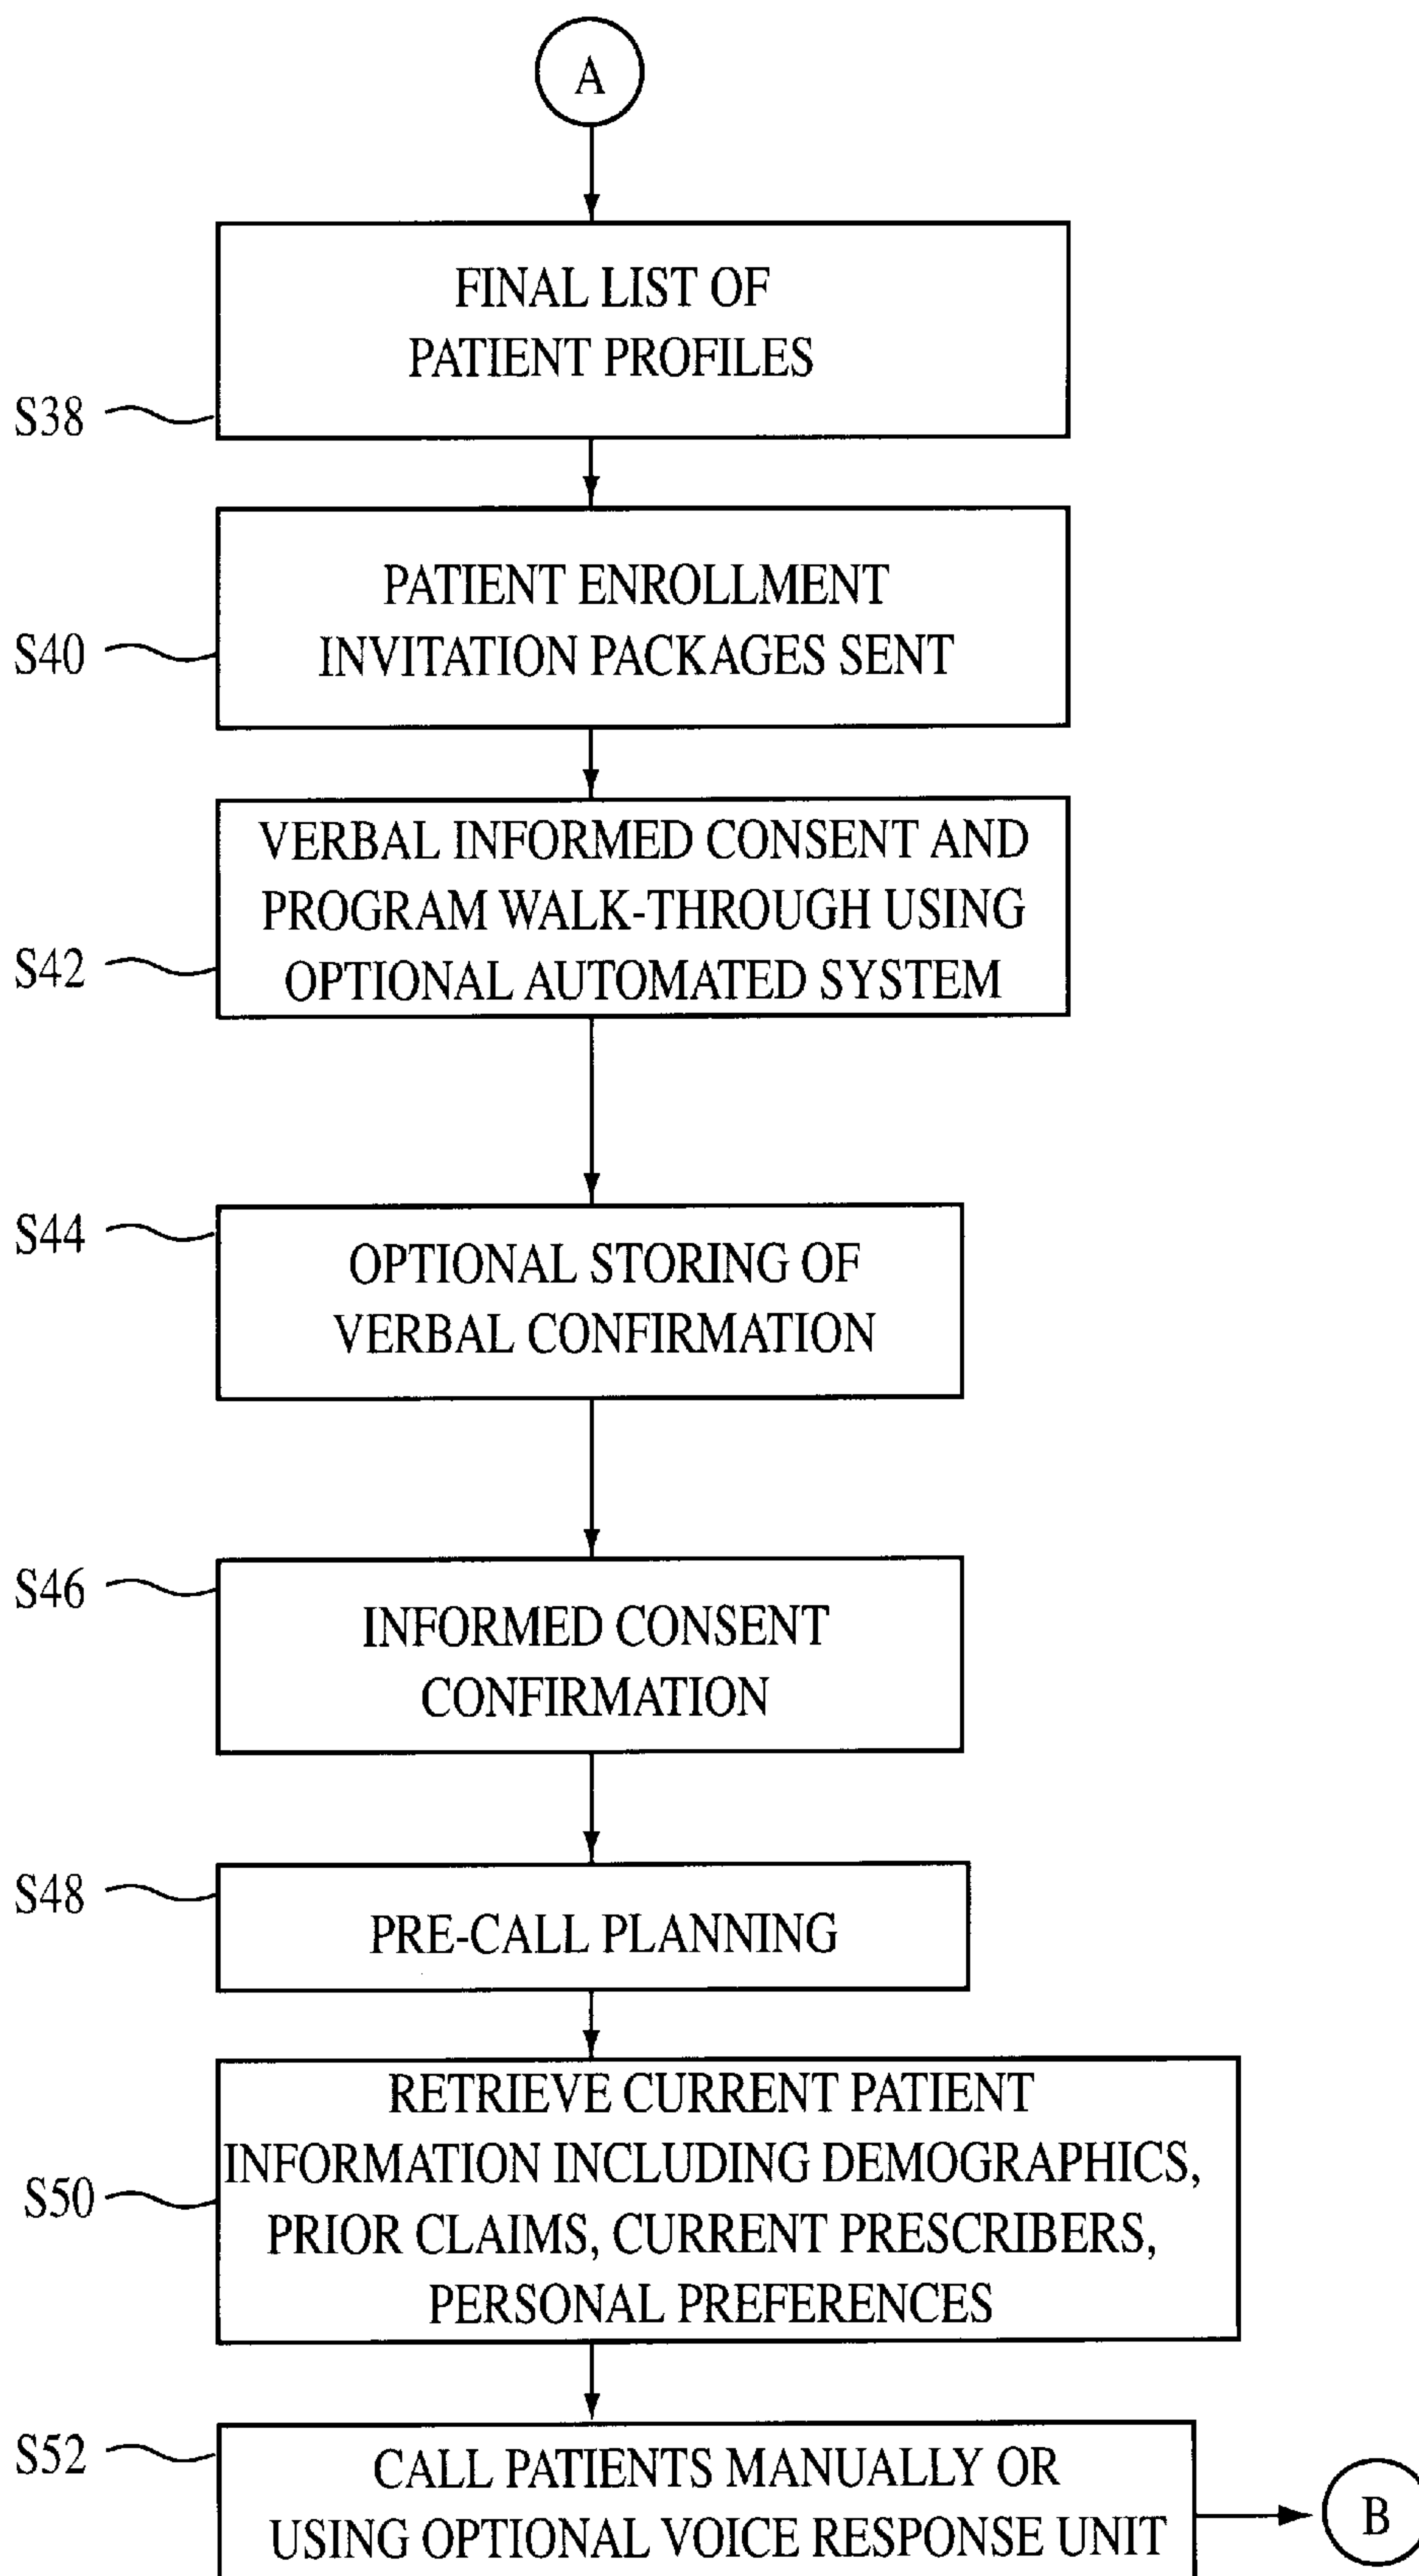 A
FINAL LIST OF
PATIENT PROFILES
S38
PATIENT ENROLLMENT
INVITATION PACKAGES SENT
S40
VERBAL INFORMED CONSENT AND
PROGRAM WALK-THROUGH USING
OPTIONAL AUTOMATED SYSTEM
S42
S44
OPTIONAL STORING OF
VERBAL CONFIRMATION
S46
INFORMED CONSENT
CONFIRMATION
S48
PRE-CALL PLANNING
RETRIEVE CURRENT PATIENT
INFORMATION INCLUDING DEMOGRAPHICS,
S50
PRIOR CLAIMS, CURRENT PRESCRIBERS,
PERSONAL PREFERENCES
S52
CALL PATIENTS MANUALLY OR
USING OPTIONAL VOICE RESPONSE UNIT
B